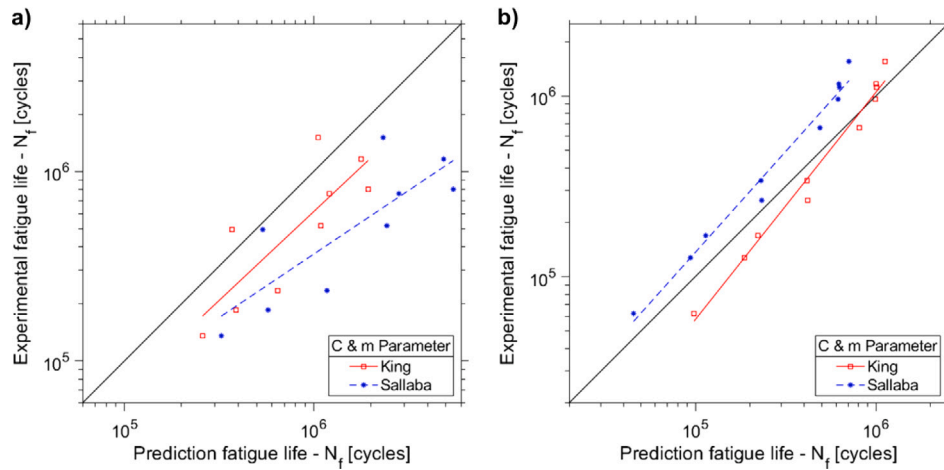 a)
Experimental fatigue life - N_f [cycles]
10^6
10^5
10^5
10^6
Prediction fatigue life - N_f [cycles]
C & m Parameter
King
Sallaba
b)
Experimental fatigue life - N_f [cycles]
10^6
10^5
10^5
10^6
Prediction fatigue life - N_f [cycles]
C & m Parameter
King
Sallaba